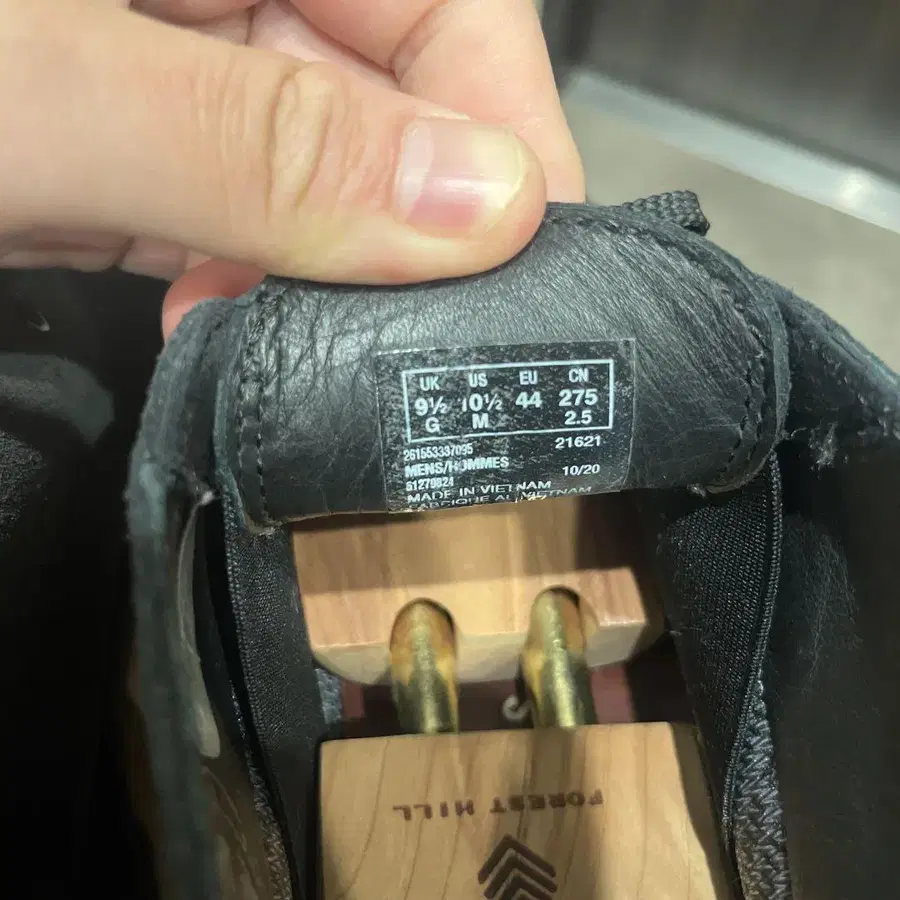 UK US EU CN
9½ 10½ 44 275
G M 2.5
261553337095 21621
MENS/HOMMES 10/20
61279824
MADE IN VIETNAM
FABRIQUE AU VIETNAM
FOREST HILL